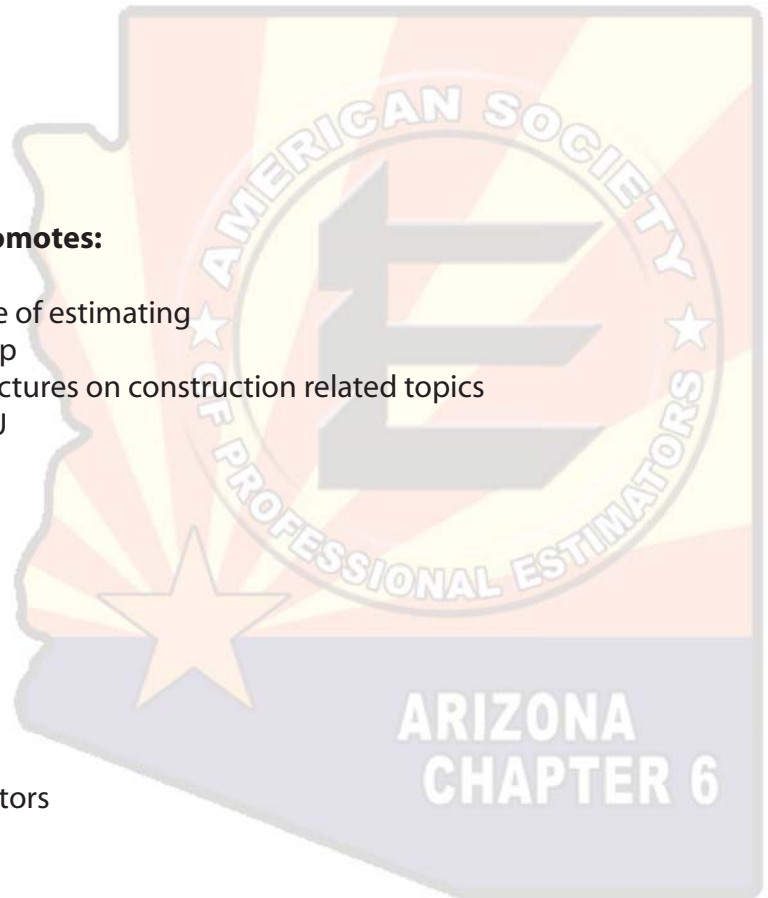 omotes:
e of estimating
p
ctures on construction related topics
J
tors
AMERICAN SOCIETY
OF PROFESSIONAL ESTIMATORS
E
ARIZONA
CHAPTER 6